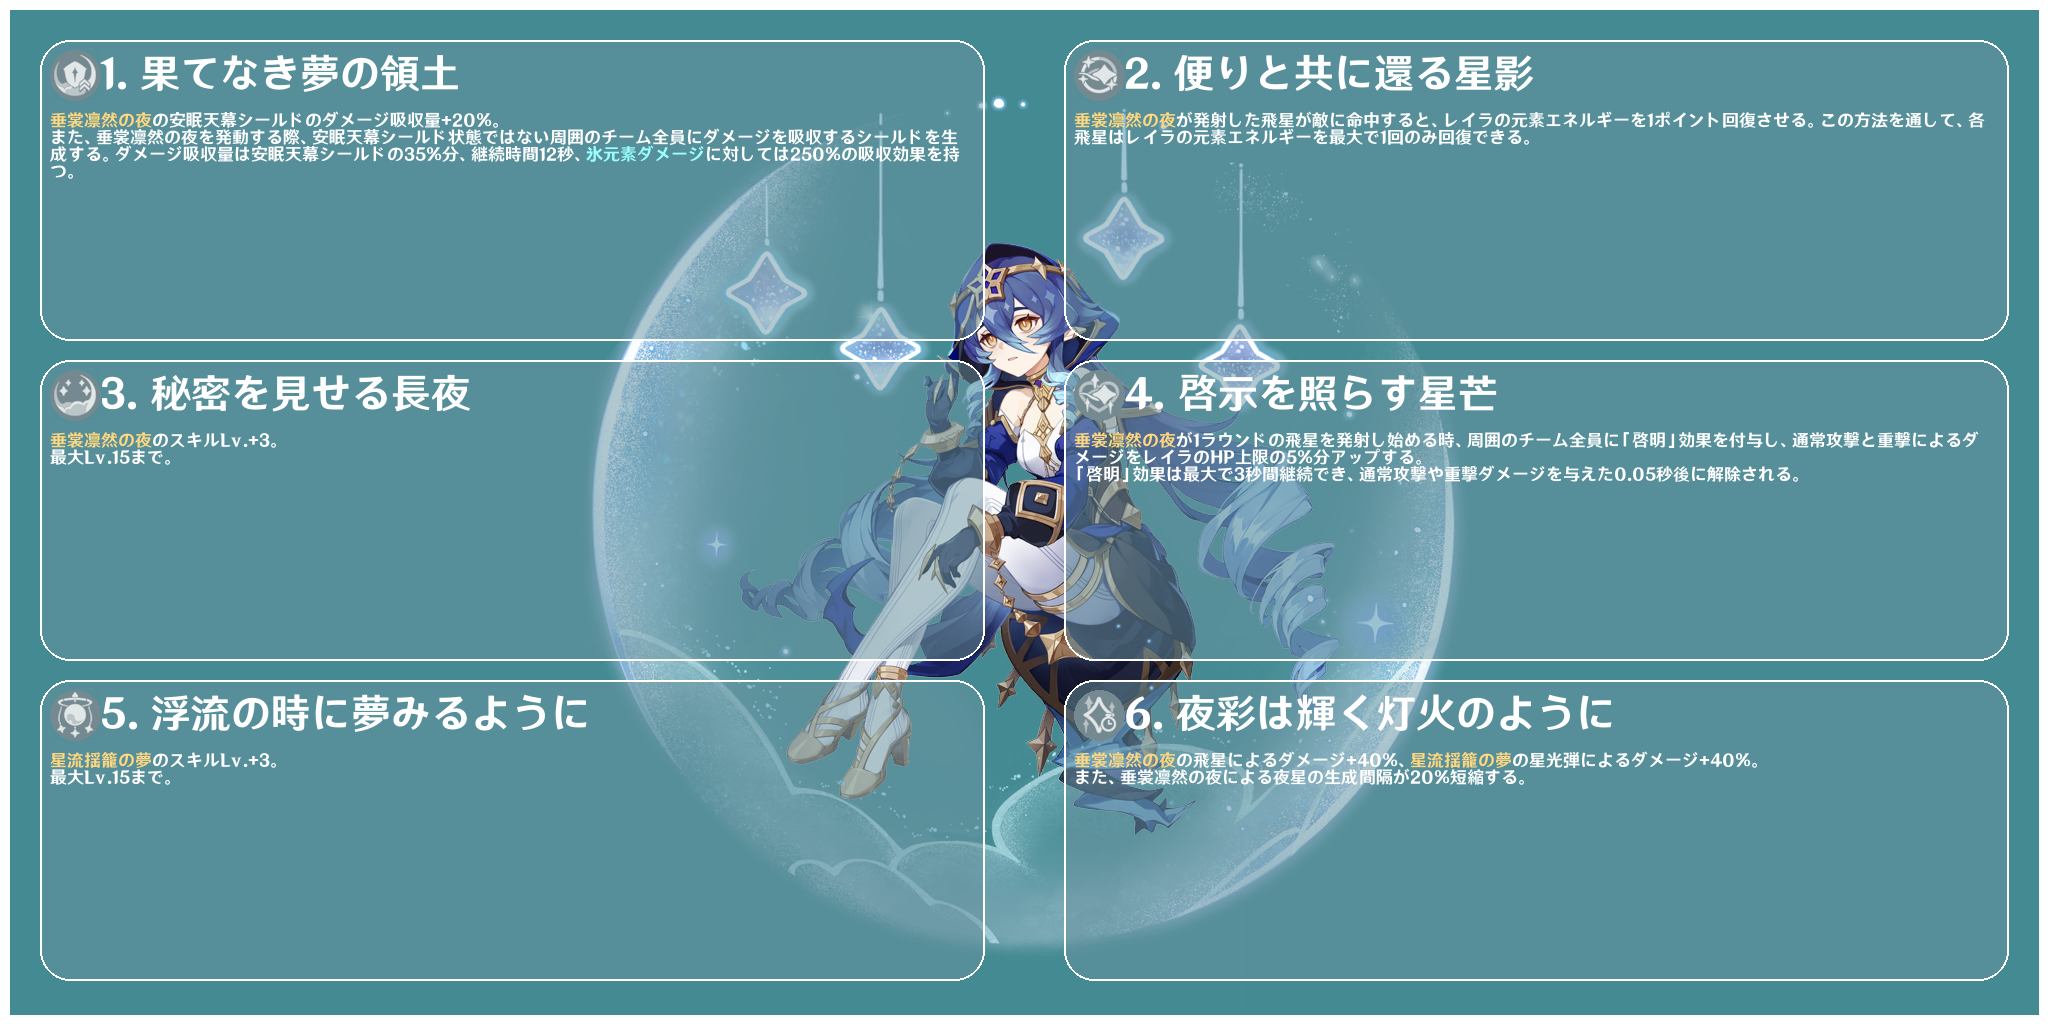 1. 果てなき夢の領土
垂裳凛然の夜の安眠天幕シールドのダメージ吸収量+20%。
また、垂裳凛然の夜を発動する際、安眠天幕シールド状態ではない周囲のチーム全員にダメージを吸収するシールドを生
成する。ダメージ吸収量は安眠天幕シールドの35%分、継続時間12秒、氷元素ダメージに対しては250%の吸収効果を持
つ。
2. 便りと共に還る星影
垂裳凛然の夜が発射した飛星が敵に命中すると、レイラの元素エネルギーを1ポイント回復させる。この方法を通して、各
飛星はレイラの元素エネルギーを最大で1回のみ回復できる。
3. 秘密を見せる長夜
垂裳凛然の夜のスキルLv.+3。
最大Lv.15まで。
4. 啓示を照らす星芒
垂裳凛然の夜が1ラウンドの飛星を発射し始める時、周囲のチーム全員に「啓明」効果を付与し、通常攻撃と重撃によるダ
メージをレイラのHP上限の5%分アップする。
「啓明」効果は最大で3秒間継続でき、通常攻撃や重撃ダメージを与えた0.05秒後に解除される。
5. 浮流の時に夢みるように
星流揺籠の夢のスキルLv.+3。
最大Lv.15まで。
6. 夜彩は輝く灯火のように
垂裳凛然の夜の飛星によるダメージ+40%、星流揺籠の夢の星光弾によるダメージ+40%。
また、垂裳凛然の夜による夜星の生成間隔が20%短縮する。